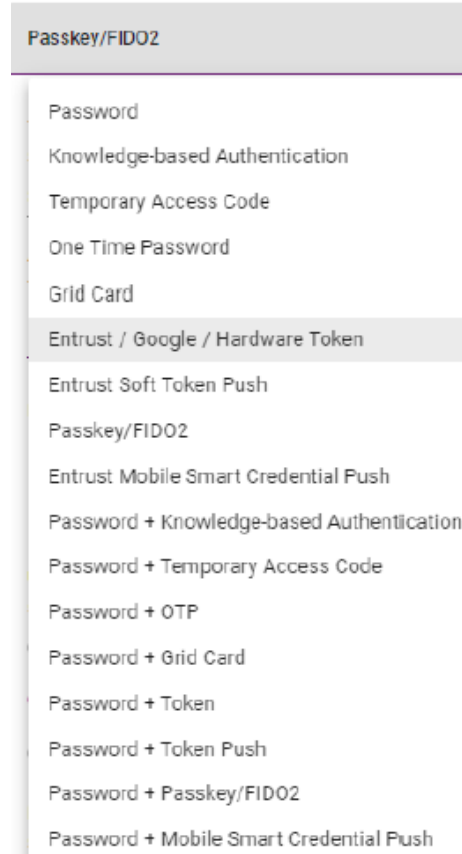 Passkey/FIDO2
Password
Knowledge-based Authentication
Temporary Access Code
One Time Password
Grid Card
Entrust / Google / Hardware Token
Entrust Soft Token Push
Passkey/FIDO2
Entrust Mobile Smart Credential Push
Password + Knowledge-based Authentication
Password + Temporary Access Code
Password + OTP
Password + Grid Card
Password + Token
Password + Token Push
Password + Passkey/FIDO2
Password + Mobile Smart Credential Push